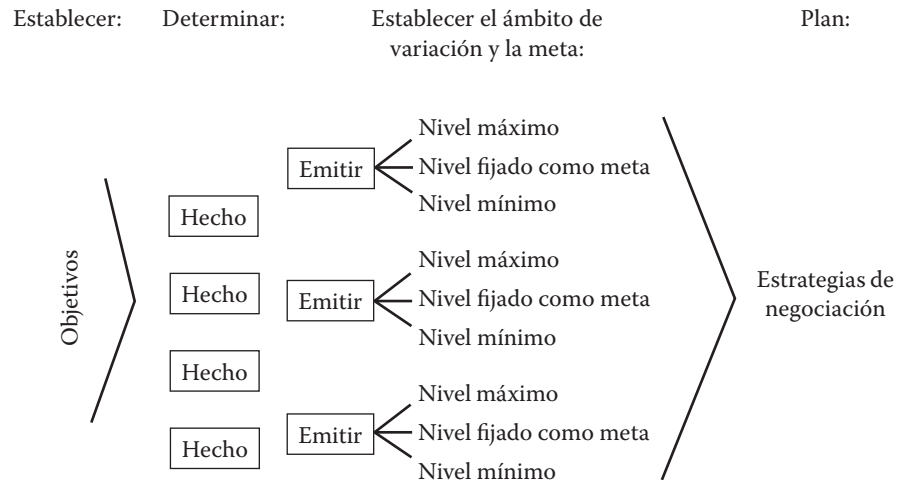 Establecer:
Determinar:
Establecer el ámbito de
variación y la meta:
Plan:
Objetivos
Hecho
Hecho
Hecho
Hecho
Emitir
Nivel máximo
Nivel fijado como meta
Nivel mínimo
Emitir
Nivel máximo
Nivel fijado como meta
Nivel mínimo
Emitir
Nivel máximo
Nivel fijado como meta
Nivel mínimo
Estrategias de
negociación